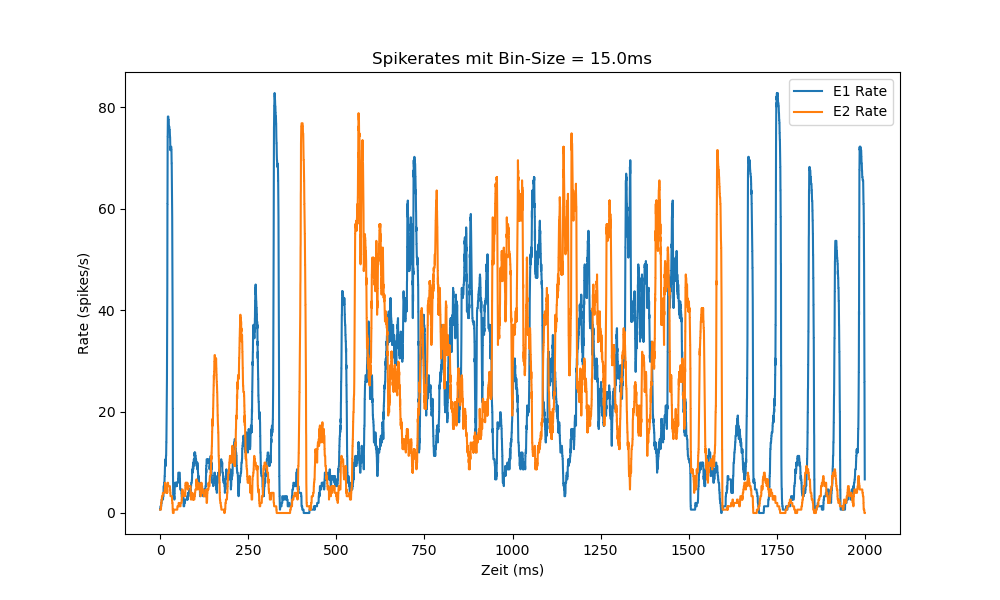 Spikerates mit Bin-Size = 15.0ms
E1 Rate
E2 Rate
Rate (spikes/s)
80
60
40
20
0
0 250 500 750 1000 1250 1500 1750 2000
Zeit (ms)